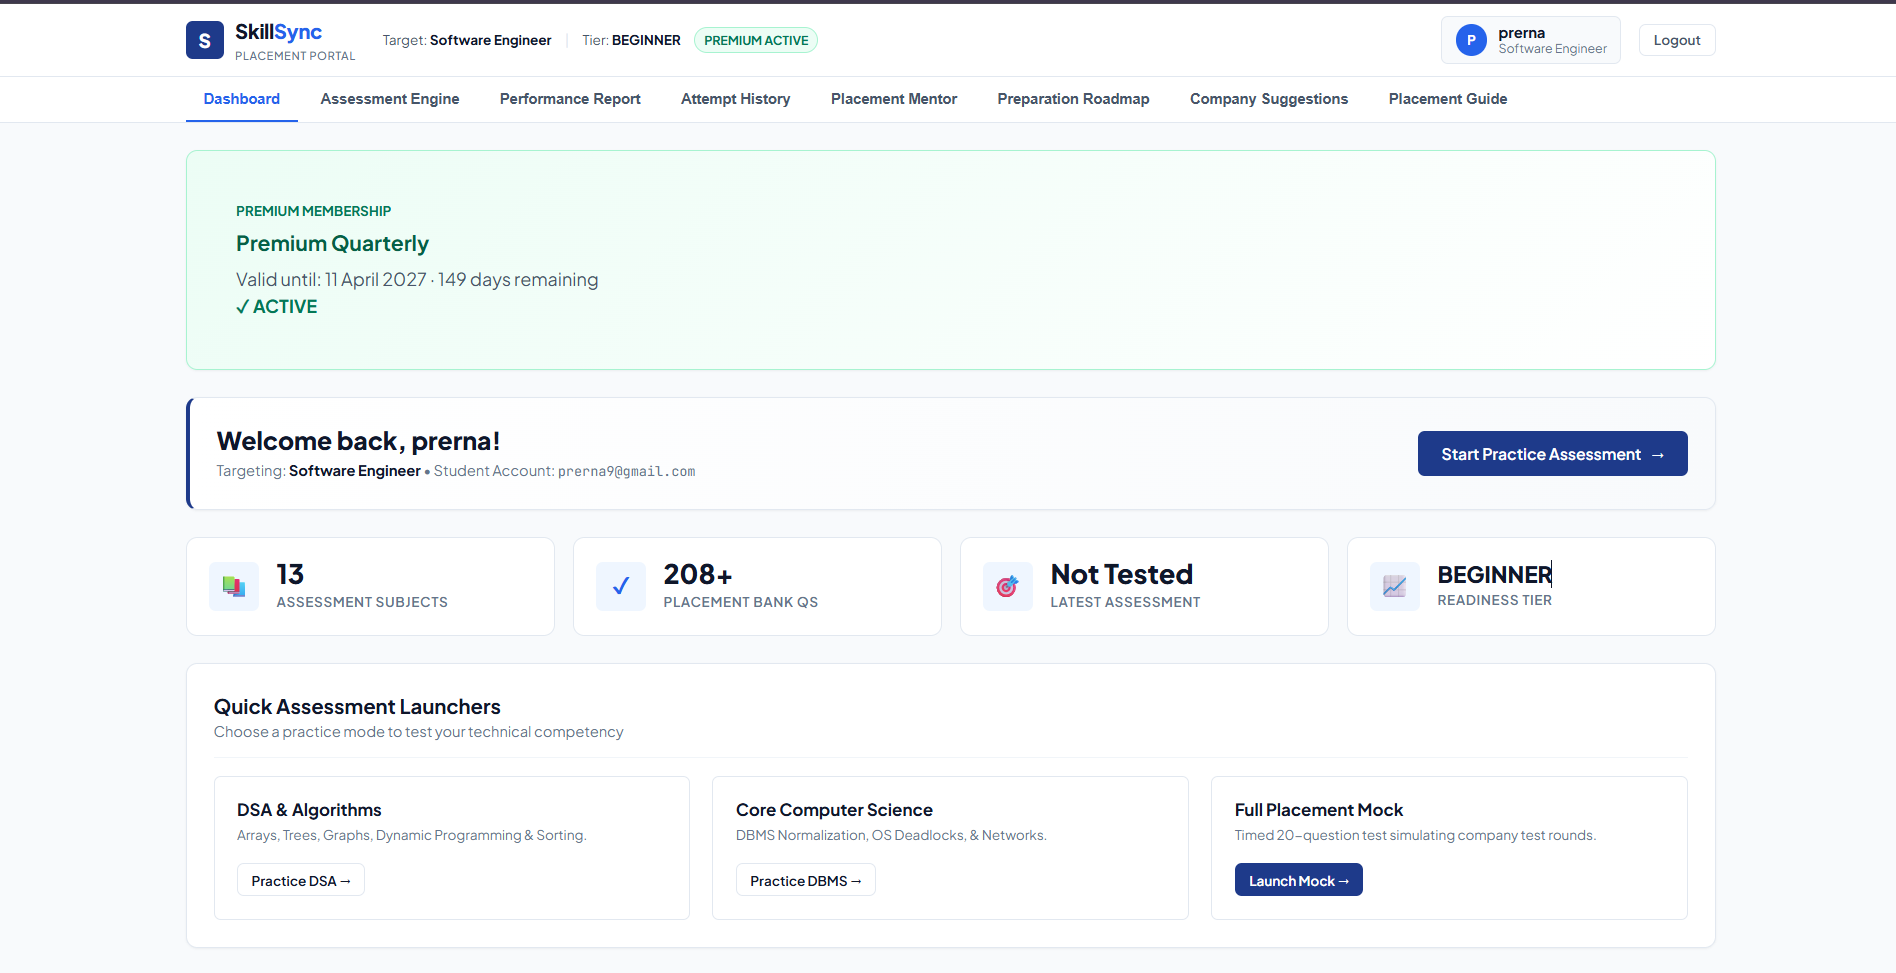 S
SkillSync
PLACEMENT PORTAL
Target: Software Engineer | Tier: BEGINNER PREMIUM ACTIVE
P
prerna
Software Engineer
Logout
Dashboard Assessment Engine Performance Report Attempt History Placement Mentor Preparation Roadmap Company Suggestions Placement Guide
PREMIUM MEMBERSHIP
Premium Quarterly
Valid until: 11 April 2027 · 149 days remaining
✓ ACTIVE
Welcome back, prerna!
Targeting: Software Engineer • Student Account: prerna9@gmail.com
Start Practice Assessment →
13
ASSESSMENT SUBJECTS
✓
208+
PLACEMENT BANK QS
Not Tested
LATEST ASSESSMENT
BEGINNER
READINESS TIER
Quick Assessment Launchers
Choose a practice mode to test your technical competency
DSA & Algorithms
Arrays, Trees, Graphs, Dynamic Programming & Sorting.
Practice DSA →
Core Computer Science
DBMS Normalization, OS Deadlocks, & Networks.
Practice DBMS →
Full Placement Mock
Timed 20-question test simulating company test rounds.
Launch Mock →